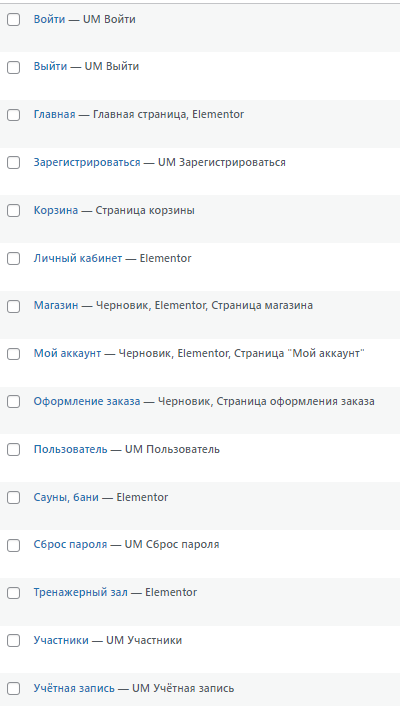 Войти — UM Войти
Выйти — UM Выйти
Главная — Главная страница, Elementor
Зарегистрироваться — UM Зарегистрироваться
Корзина — Страница корзины
Личный кабинет — Elementor
Магазин — Черновик, Elementor, Страница магазина
Мой аккаунт — Черновик, Elementor, Страница "Мой аккаунт"
Оформление заказа — Черновик, Страница оформления заказа
Пользователь — UM Пользователь
Сауны, бани — Elementor
Сброс пароля — UM Сброс пароля
Тренажерный зал — Elementor
Участники — UM Участники
Учётная запись — UM Учётная запись